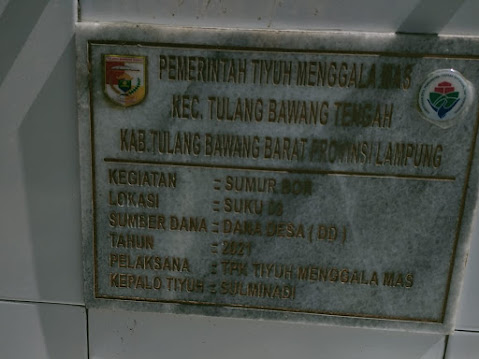 PEMERINTAH TIYUH MENGGALA MAS
KEC. TULANG BAWANG TENGAH
KAB.TULANG BAWANG BARAT PROVINSI LAMPUNG
KEGIATAN : SUMUR BOR
LOKASI : SUKU
SUMBER DANA : DANA DESA ( DD )
TAHUN : 2021
PELAKSANA : TPK TIYUH MENGGALA MAS
KEPALO TIYUH : SULMINADI